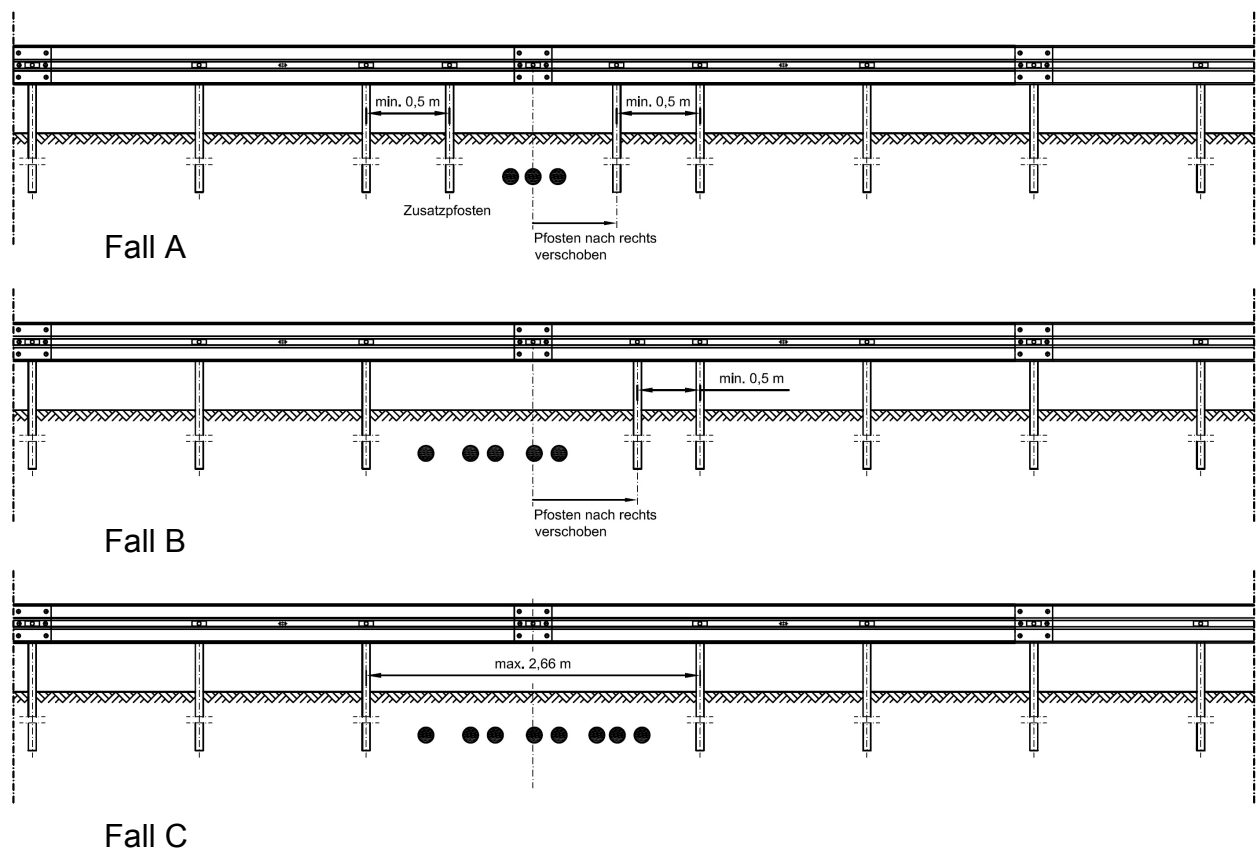 min. 0,5 m
min. 0,5 m
Zusatzpfosten
Pfosten nach rechts
verschoben
Fall A
min. 0,5 m
Pfosten nach rechts
verschoben
Fall B
max. 2,66 m
Fall C